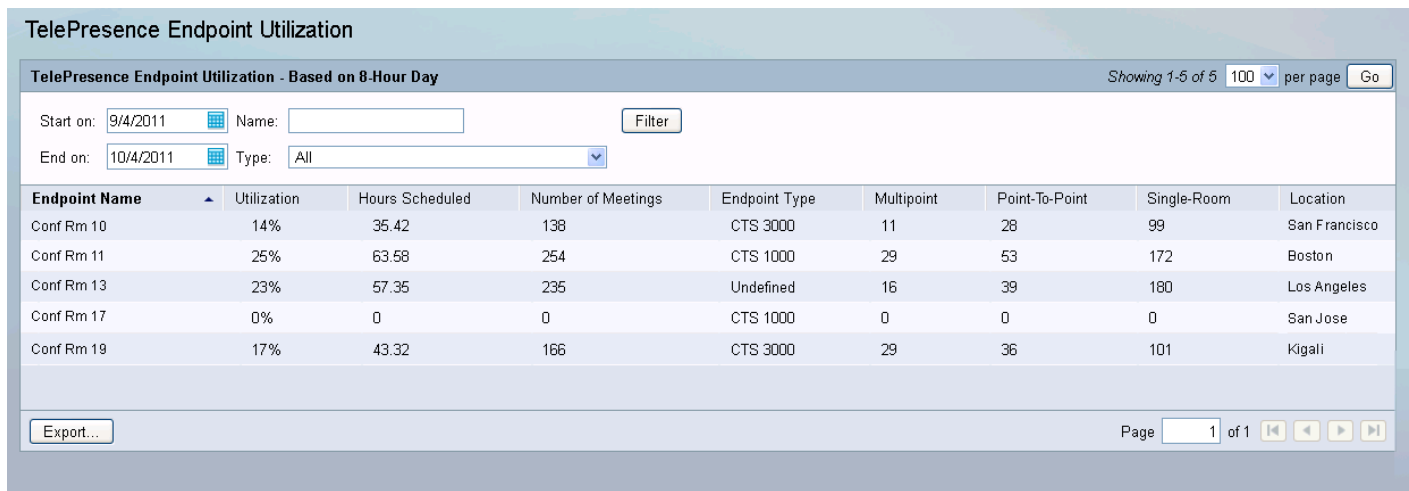 TelePresence Endpoint Utilization
TelePresence Endpoint Utilization - Based on 8-Hour Day Showing 1-5 of 5 100 per page Go
Start on: 9/4/2011 Name: Filter
End on: 10/4/2011 Type: All
Endpoint Name Utilization Hours Scheduled Number of Meetings Endpoint Type Multipoint Point-To-Point Single-Room Location
Conf Rm 10 14% 35.42 138 CTS 3000 11 28 99 San Francisco
Conf Rm 11 25% 63.58 254 CTS 1000 29 53 172 Boston
Conf Rm 13 23% 57.35 235 Undefined 16 39 180 Los Angeles
Conf Rm 17 0% 0 0 CTS 1000 0 0 0 San Jose
Conf Rm 19 17% 43.32 166 CTS 3000 29 36 101 Kigali
Export... Page 1 of 1